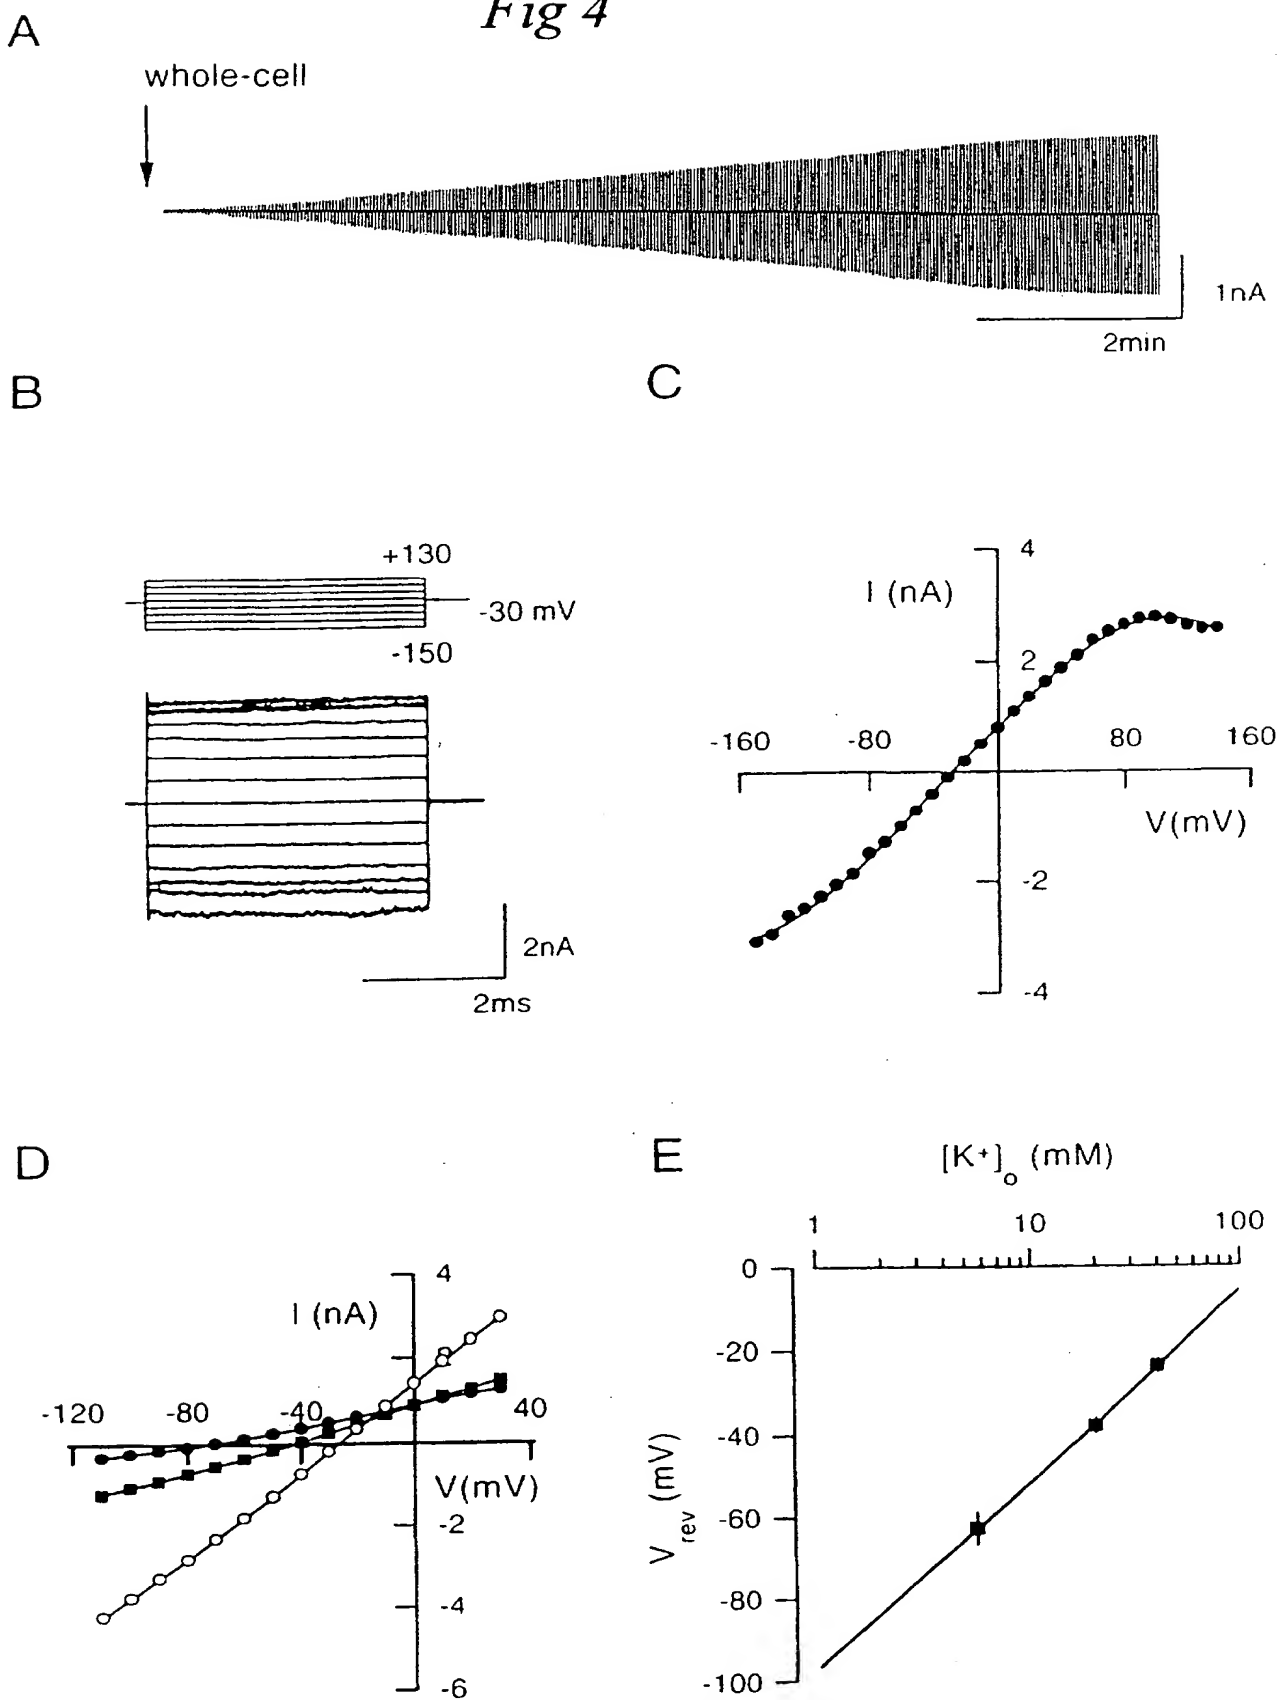 Fig 4
A
whole-cell
1nA
2min
B
+130
-30 mV
-150
2nA
2ms
C
4
I (nA)
2
-160
-80
80
160
V(mV)
-2
-4
D
4
I (nA)
-120
-80
-40
40
V(mV)
-2
-4
-6
E
[K⁺]ₒ (mM)
1
10
100
0
-20
-40
-60
-80
-100
V_rev (mV)